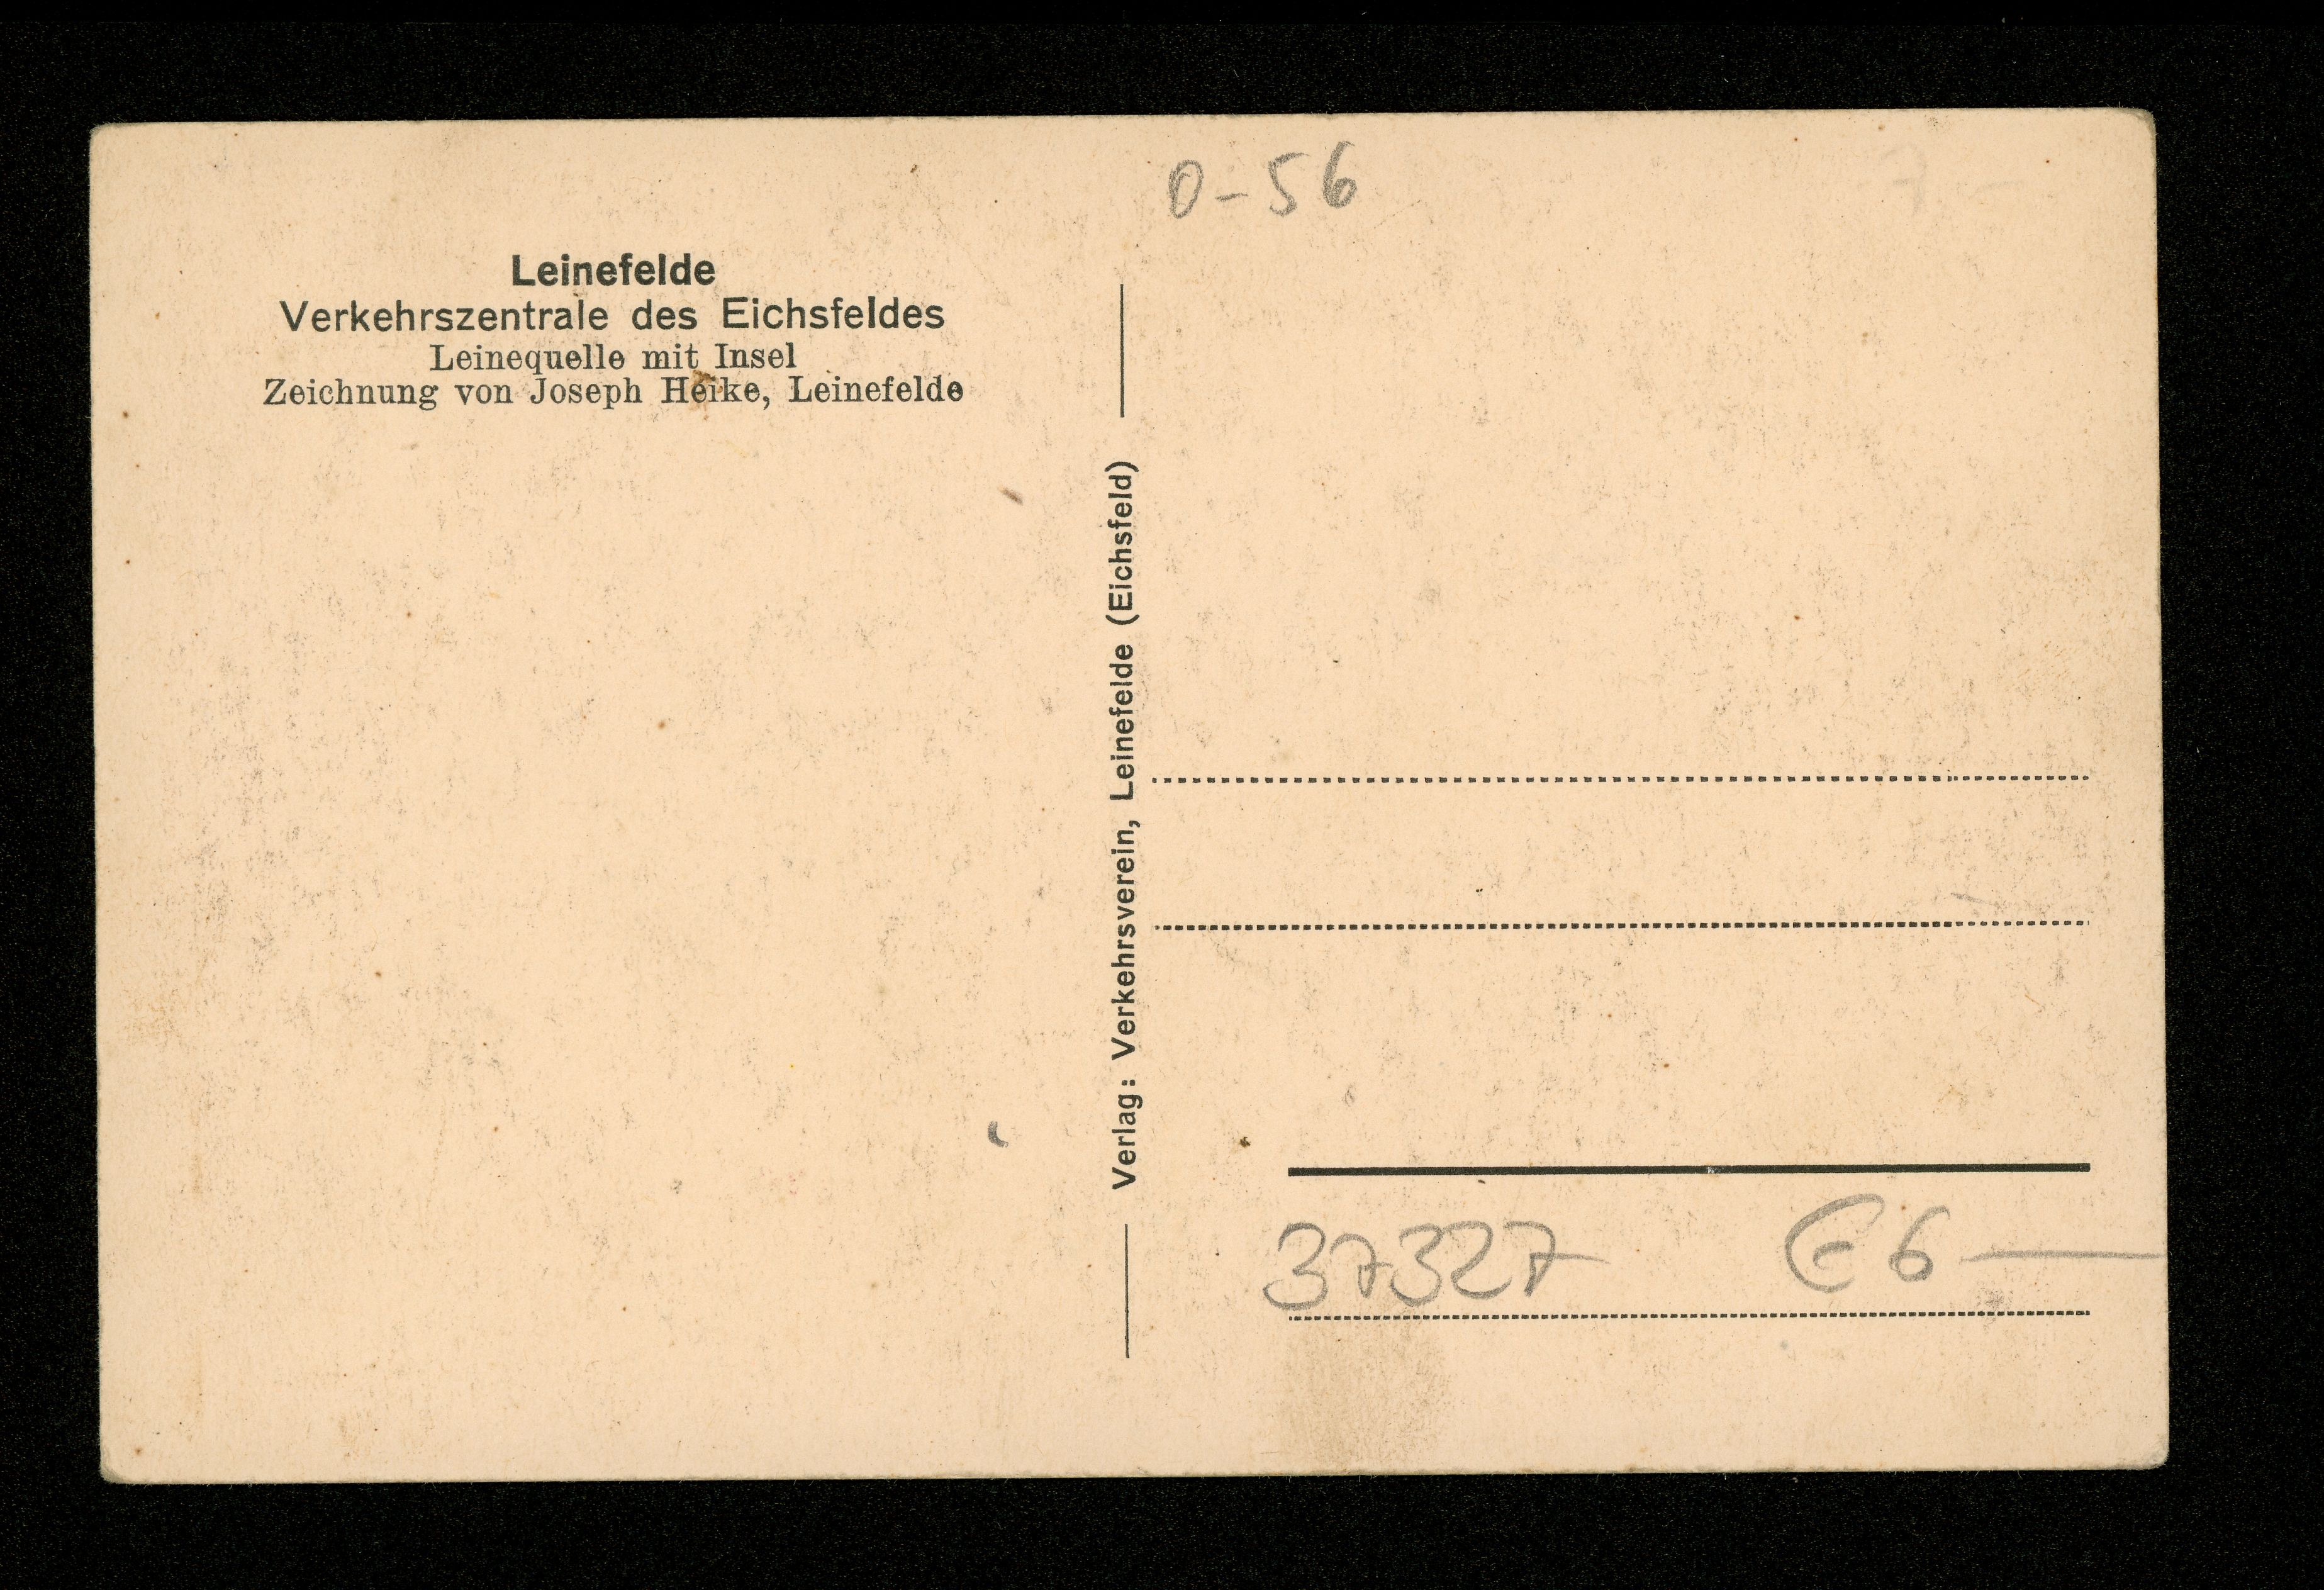 Leinefelde
Verkehrszentrale des Eichsfeldes
Leinequelle mit Insel
Zeichnung von Joseph Heike, Leinefelde
Verlag: Verkehrsverein, Leinefelde (Eichsfeld)
0-56
37327
€ 6 —